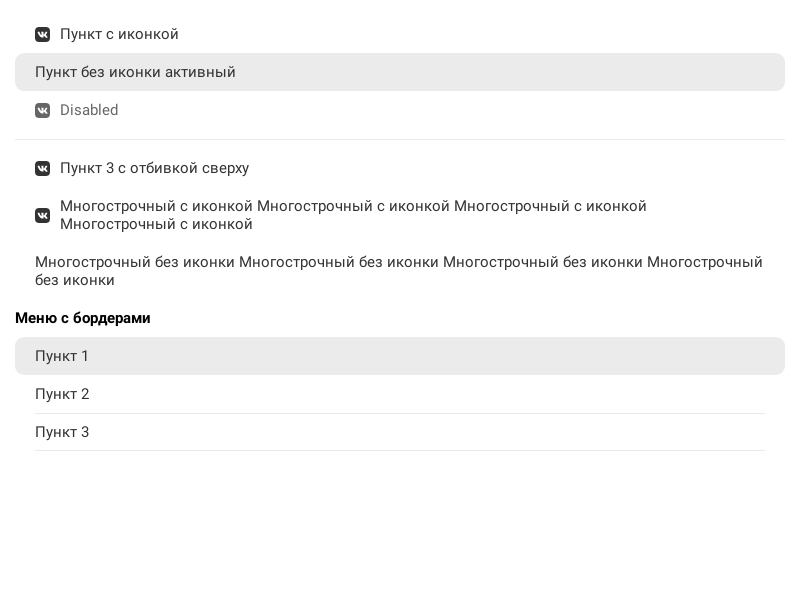 Пункт с иконкой
Пункт без иконки активный
Disabled
Пункт 3 с отбивкой сверху
Многострочный с иконкой Многострочный с иконкой Многострочный с иконкой
Многострочный с иконкой
Многострочный без иконки Многострочный без иконки Многострочный без иконки Многострочный
без иконки
Меню с бордерами
Пункт 1
Пункт 2
Пункт 3